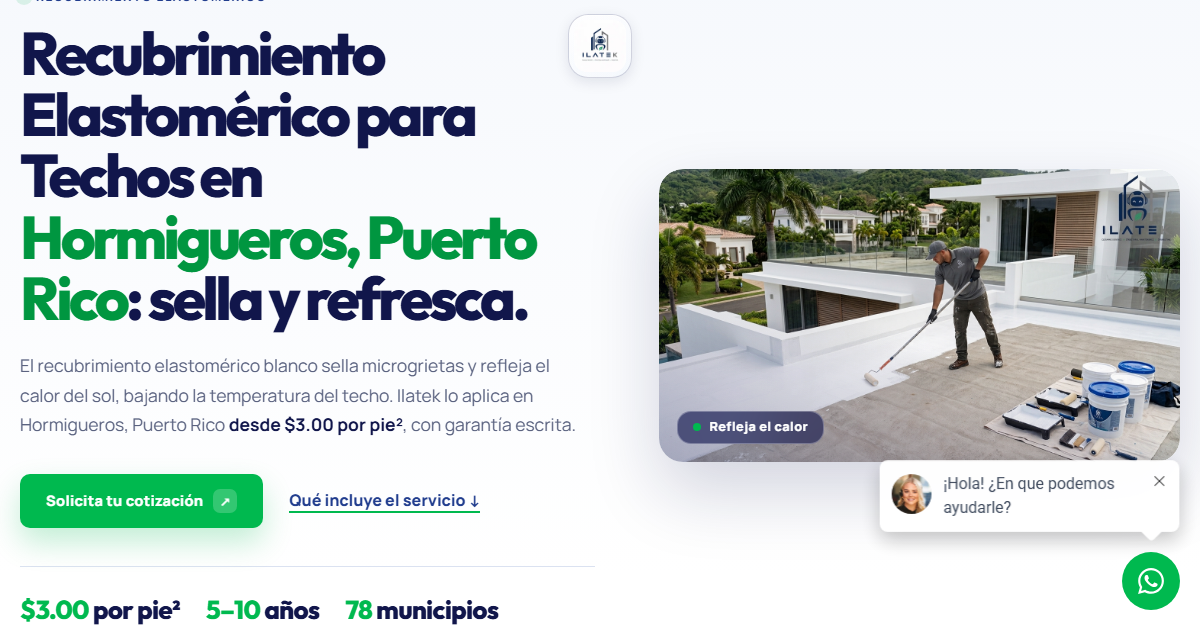 Recubrimiento
Elastomérico para
Techos en
Hormigueros, Puerto
Rico: sella y refresca.
El recubrimiento elastomérico blanco sella microgrietas y refleja el
calor del sol, bajando la temperatura del techo. Ilatek lo aplica en
Hormigueros, Puerto Rico desde $3.00 por pie², con garantía escrita.
Solicita tu cotización ↗
Qué incluye el servicio ↓
$3.00 por pie²
5–10 años
78 municipios
ILATEK
ILATE
Refleja el calor
¡Hola! ¿En que podemos
ayudarle?